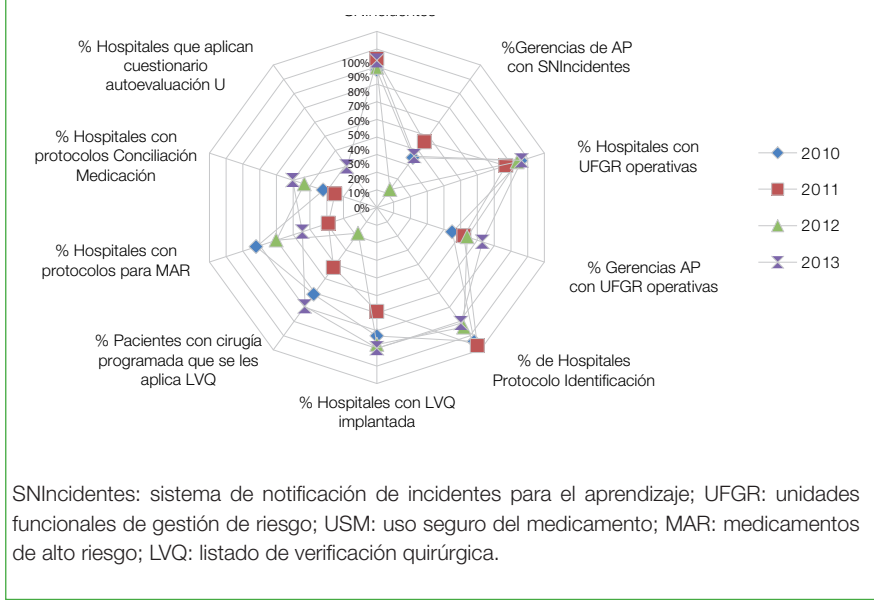 SNIncidentes
% Hospitales que aplican
cuestionario
autoevaluación U
%Gerencias de AP
con SNIncidentes
100%
90%
80%
70%
60%
50%
40%
30%
20%
10%
0%
% Hospitales con
protocolos Conciliación
Medicación
% Hospitales con
UFGR operativas
2010
2011
2012
2013
% Hospitales con
protocolos para MAR
% Gerencias AP
con UFGR operativas
% Pacientes con cirugía
programada que se les
aplica LVQ
% de Hospitales
Protocolo Identificación
% Hospitales con LVQ
implantada
SNIncidentes: sistema de notificación de incidentes para el aprendizaje; UFGR: unidades
funcionales de gestión de riesgo; USM: uso seguro del medicamento; MAR: medicamentos
de alto riesgo; LVQ: listado de verificación quirúrgica.